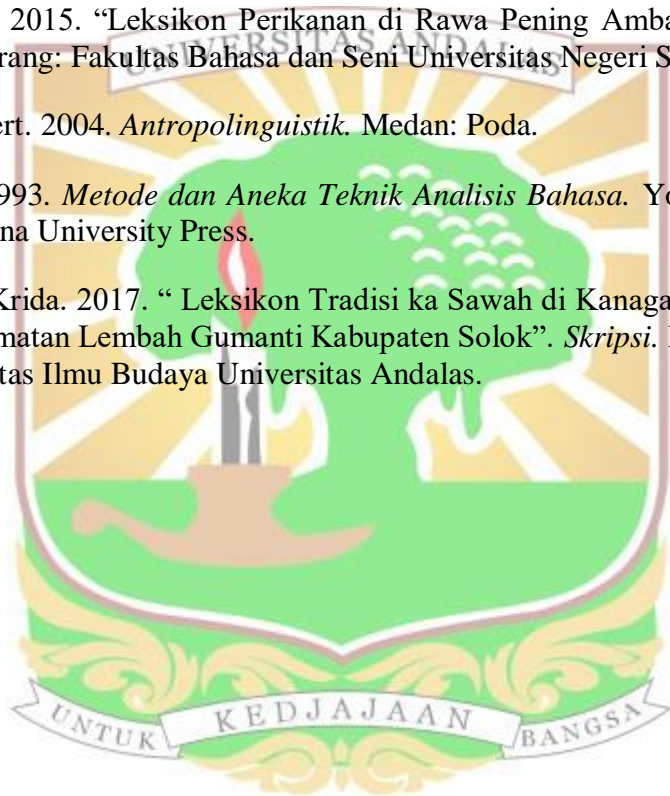 2015. “Leksikon Perikanan di Rawa Pening Amba
rang: Fakultas Bahasa dan Seni Universitas Negeri S
UNIVERSITAS ANDALAS
ert. 2004. Antropolinguistik. Medan: Poda.
993. Metode dan Aneka Teknik Analisis Bahasa. Yo
na University Press.
Krida. 2017. “ Leksikon Tradisi ka Sawah di Kanaga
matan Lembah Gumanti Kabupaten Solok”. Skripsi.
tas Ilmu Budaya Universitas Andalas.
UNTUK KEDJAJAAN BANGSA